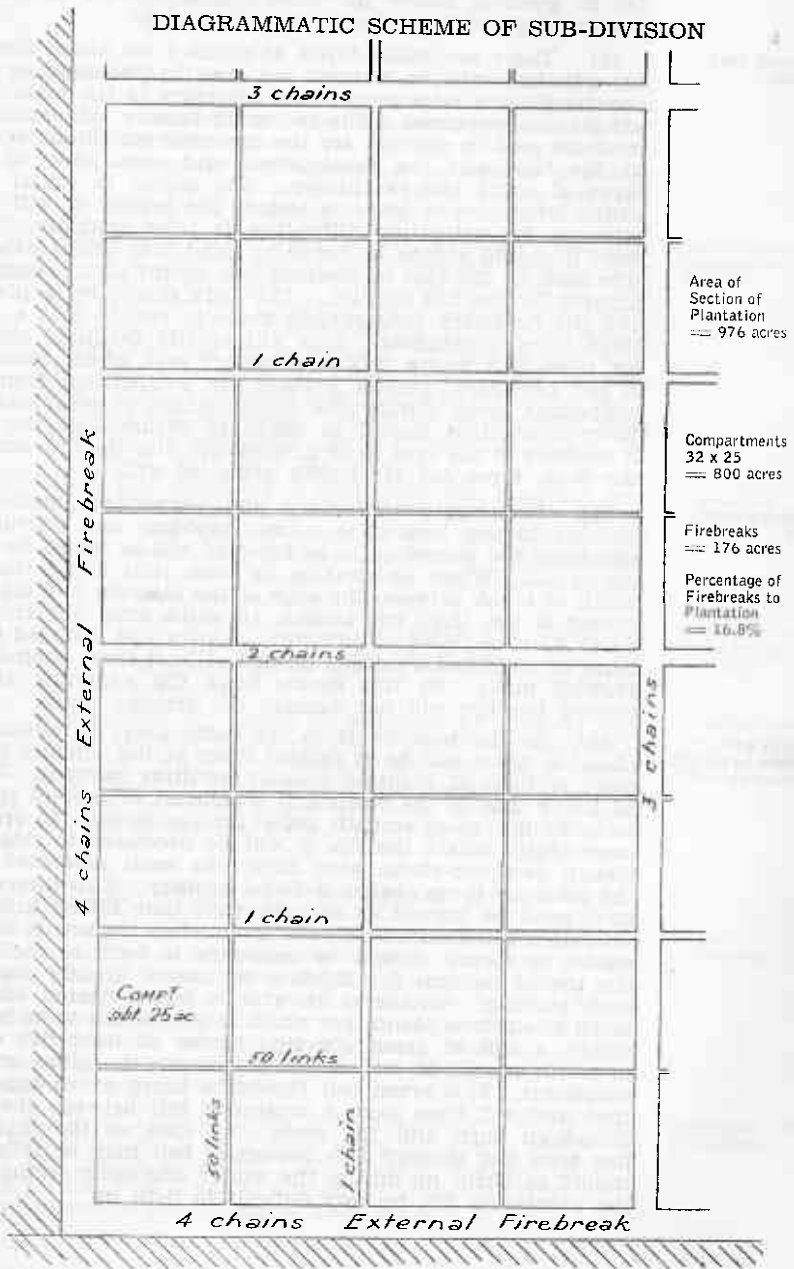 DIAGRAMMATIC SCHEME OF SUB-DIVISION
3 chains
Area of
Section of
Plantation
= 976 acres
1 chain
Compartments
32 x 25
= 800 acres
Firebreaks
= 176 acres
Percentage of
Firebreaks to
Plantation
= 16.8%
2 chains
3 chains
4 chains External Firebreak
1 chain
COMPT
abt. 25 ac
50 links
50 links
1 chain
4 chains External Firebreak